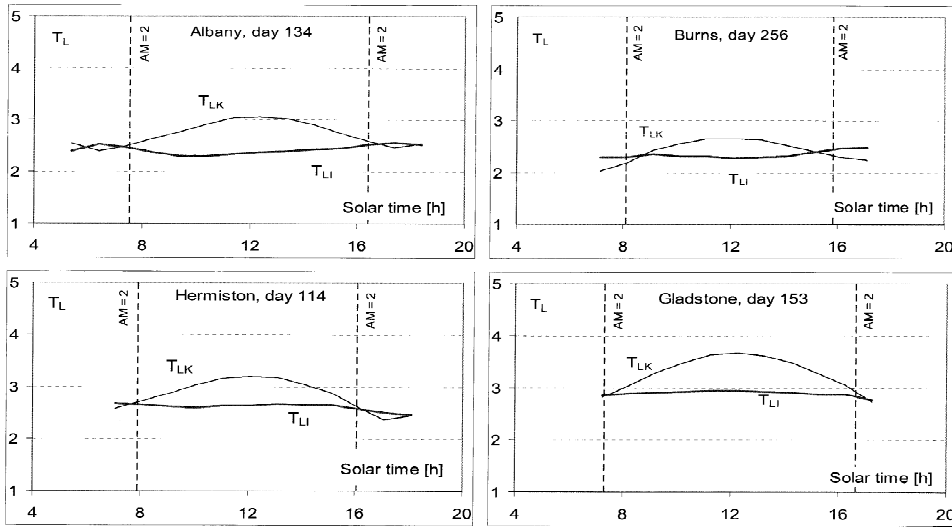 5
T_L
AM = 2
Albany, day 134
AM = 2
4
3
T_LK
2
T_LI
Solar time [h]
1
4 8 12 16 20
5
T_L
AM = 2
Burns, day 256
AM = 2
4
3
T_LK
2
T_LI
Solar time [h]
1
4 8 12 16 20
5
T_L
AM = 2
Hermiston, day 114
AM = 2
4
3
T_LK
2
T_LI
Solar time [h]
1
4 8 12 16 20
5
T_L
AM = 2
Gladstone, day 153
AM = 2
4
3
T_LK
2
T_LI
Solar time [h]
1
4 8 12 16 20